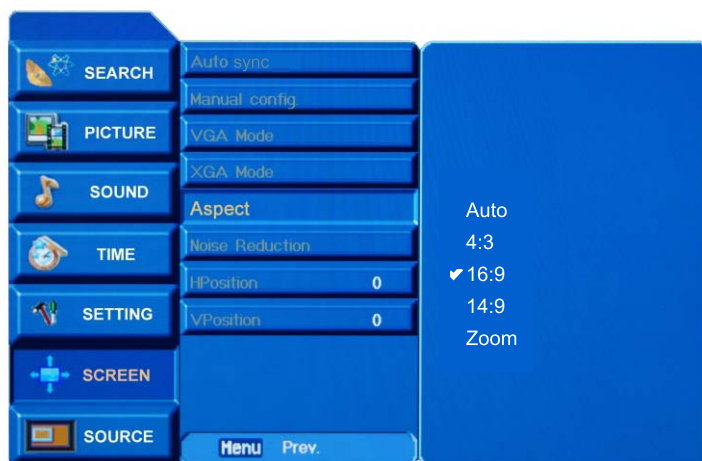 SEARCH
PICTURE
SOUND
TIME
SETTING
SCREEN
SOURCE
Auto sync
Manual config.
VGA Mode
XGA Mode
Aspect
Noise Reduction
HPosition 0
VPosition 0
Menu Prev.
Auto
4:3
16:9
14:9
Zoom